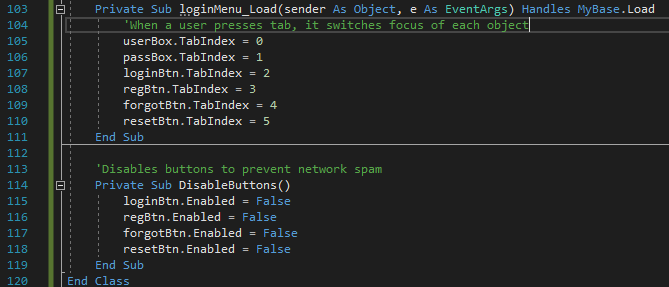 103 Private Sub loginMenu_Load(sender As Object, e As EventArgs) Handles MyBase.Load
104 'When a user presses tab, it switches focus of each object
105 userBox.TabIndex = 0
106 passBox.TabIndex = 1
107 loginBtn.TabIndex = 2
108 regBtn.TabIndex = 3
109 forgotBtn.TabIndex = 4
110 resetBtn.TabIndex = 5
111 End Sub
112
113 'Disables buttons to prevent network spam
114 Private Sub DisableButtons()
115 loginBtn.Enabled = False
116 regBtn.Enabled = False
117 forgotBtn.Enabled = False
118 resetBtn.Enabled = False
119 End Sub
120 End Class